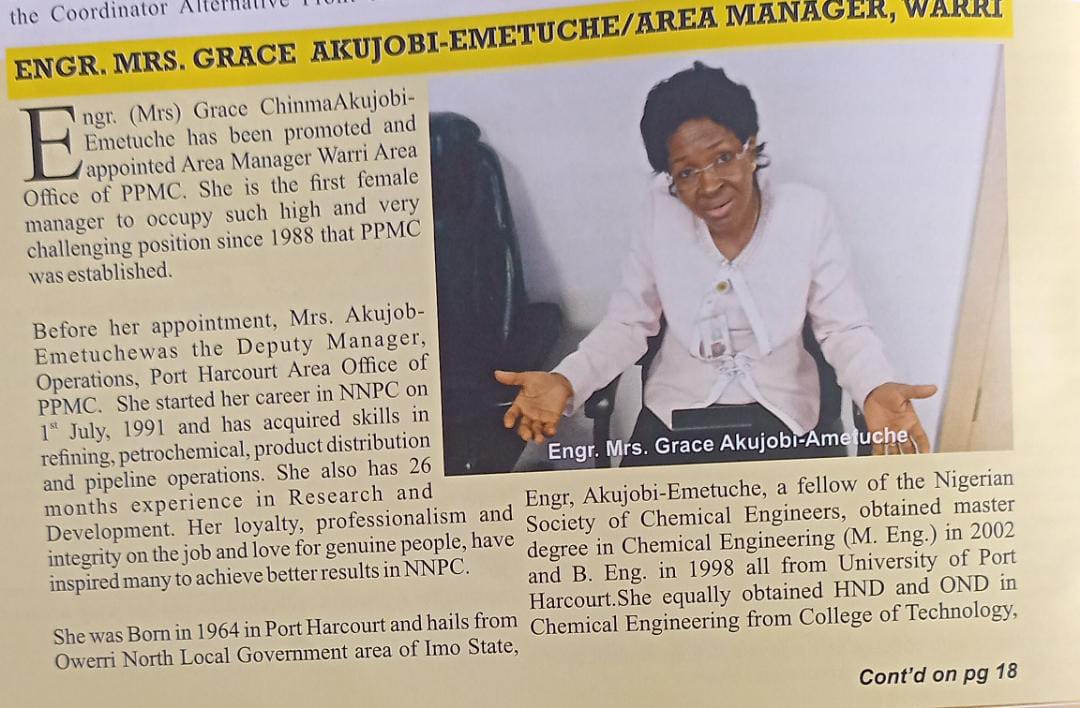 the Coordinator Alternative
ENGR. MRS. GRACE AKUJOBI-EMETUCHE/AREA MANAGER, WARRI
Engr. (Mrs) Grace ChinmaAkujobi-
Emetuche has been promoted and
appointed Area Manager Warri Area
Office of PPMC. She is the first female
manager to occupy such high and very
challenging position since 1988 that PPMC
was established.
Before her appointment, Mrs. Akujob-
Emetuchewas the Deputy Manager,
Operations, Port Harcourt Area Office of
PPMC. She started her career in NNPC on
1st July, 1991 and has acquired skills in
refining, petrochemical, product distribution
and pipeline operations. She also has 26
months experience in Research and
Development. Her loyalty, professionalism and
integrity on the job and love for genuine people, have
inspired many to achieve better results in NNPC.
She was Born in 1964 in Port Harcourt and hails from
Owerri North Local Government area of Imo State,
Engr. Mrs. Grace Akujobi-Ametuche
Engr, Akujobi-Emetuche, a fellow of the Nigerian
Society of Chemical Engineers, obtained master
degree in Chemical Engineering (M. Eng.) in 2002
and B. Eng. in 1998 all from University of Port
Harcourt.She equally obtained HND and OND in
Chemical Engineering from College of Technology,
Cont'd on pg 18